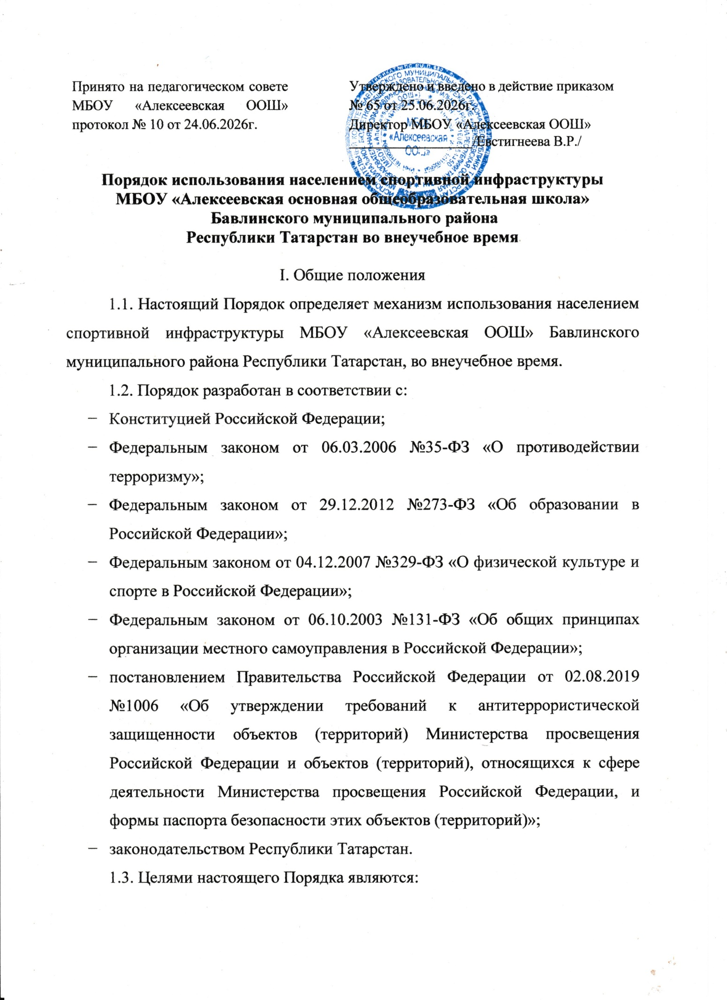 Принято на педагогическом совете
МБОУ «Алексеевская ООШ»
протокол № 10 от 24.06.2026г.
Утверждено и введено в действие приказом
№ 65 от 25.06.2026г.
Директор МБОУ «Алексеевская ООШ»
/Евстигнеева В.Р./
МБОУ
«Алексеевская
ООШ»
Порядок использования населением спортивной инфраструктуры
МБОУ «Алексеевская основная общеобразовательная школа»
Бавлинского муниципального района
Республики Татарстан во внеучебное время
I. Общие положения
1.1. Настоящий Порядок определяет механизм использования населением
спортивной инфраструктуры МБОУ «Алексеевская ООШ» Бавлинского
муниципального района Республики Татарстан, во внеучебное время.
1.2. Порядок разработан в соответствии с:
− Конституцией Российской Федерации;
− Федеральным законом от 06.03.2006 №35-ФЗ «О противодействии
терроризму»;
− Федеральным законом от 29.12.2012 №273-ФЗ «Об образовании в
Российской Федерации»;
− Федеральным законом от 04.12.2007 №329-ФЗ «О физической культуре и
спорте в Российской Федерации»;
− Федеральным законом от 06.10.2003 №131-ФЗ «Об общих принципах
организации местного самоуправления в Российской Федерации»;
− постановлением Правительства Российской Федерации от 02.08.2019
№1006 «Об утверждении требований к антитеррористической
защищенности объектов (территорий) Министерства просвещения
Российской Федерации и объектов (территорий), относящихся к сфере
деятельности Министерства просвещения Российской Федерации, и
формы паспорта безопасности этих объектов (территорий)»;
− законодательством Республики Татарстан.
1.3. Целями настоящего Порядка являются: